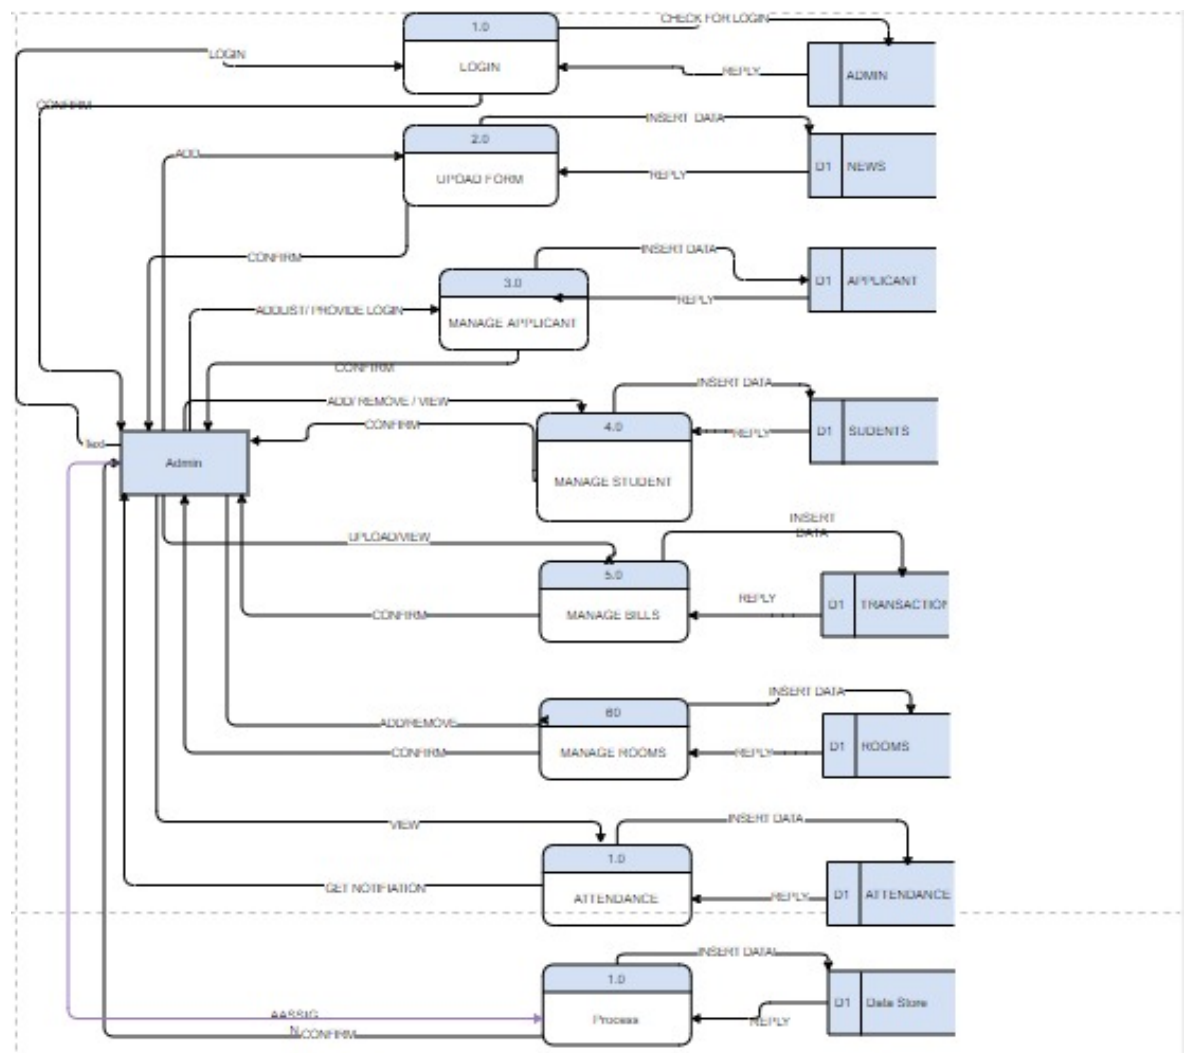 1.0
CHECK FOR LOGIN
LOGIN
LOGIN
REPLY
ADMIN
CONFIRM
INSERT DATA
2.0
ADD
UPOAD FORM
REPLY
D1
NEWS
CONFIRM
INSERT DATA
3.0
D1
APPLICANT
REPLY
ADDLIST/ PROVIDE LOGIN
MANAGE APPLICANT
CONFIRM
INSERT DATA
ADD/ REMOVE / VIEW
CONFIRM
4.0
REPLY
D1
SUDENTS
Text
Admin
MANAGE STUDENT
INSERT
DATA
UPLOAD/VIEW
5.0
REPLY
D1
TRANSACTION
CONFIRM
MANAGE BILLS
INSERT DATA
60
ADD/REMOVE
CONFIRM
MANAGE ROOMS
REPLY
D1
ROOMS
VIEW
INSERT DATA
1.0
GET NOTIFIATION
ATTENDANCE
REPLY
D1
ATTENDANCE
INSERT DATA
1.0
D1
Data Store
AASSIG
N
Process
REPLY
CONFIRM